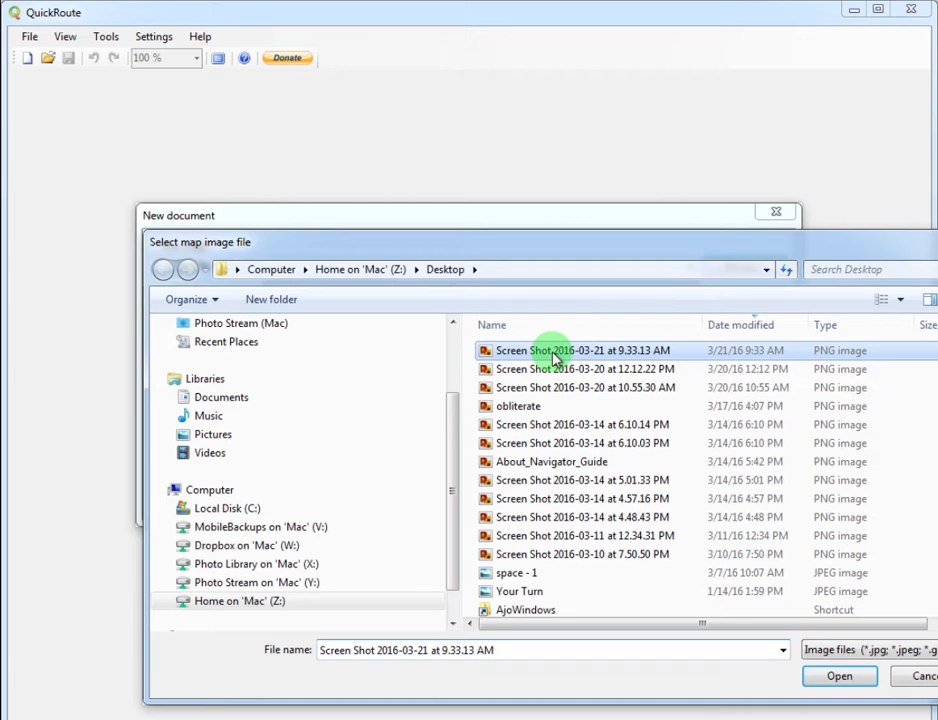 QuickRoute
File View Tools Settings Help
100 % Donate
New document
Select map image file
Computer Home on 'Mac' (Z:) Desktop Search Desktop
Organize New folder
Photo Stream (Mac)
Recent Places
Libraries
Documents
Music
Pictures
Videos
Computer
Local Disk (C:)
MobileBackups on 'Mac' (V:)
Dropbox on 'Mac' (W:)
Photo Library on 'Mac' (X:)
Photo Stream on 'Mac' (Y:)
Home on 'Mac' (Z:)
Name Date modified Type Size
Screen Shot 2016-03-21 at 9.33.13 AM 3/21/16 9:33 AM PNG image
Screen Shot 2016-03-20 at 12.12.22 PM 3/20/16 12:12 PM PNG image
Screen Shot 2016-03-20 at 10.55.30 AM 3/20/16 10:55 AM PNG image
obliterate 3/17/16 4:07 PM PNG image
Screen Shot 2016-03-14 at 6.10.14 PM 3/14/16 6:10 PM PNG image
Screen Shot 2016-03-14 at 6.10.03 PM 3/14/16 6:10 PM PNG image
About_Navigator_Guide 3/14/16 5:42 PM PNG image
Screen Shot 2016-03-14 at 5.01.33 PM 3/14/16 5:01 PM PNG image
Screen Shot 2016-03-14 at 4.57.16 PM 3/14/16 4:57 PM PNG image
Screen Shot 2016-03-14 at 4.48.43 PM 3/14/16 4:48 PM PNG image
Screen Shot 2016-03-11 at 12.34.31 PM 3/11/16 12:34 PM PNG image
Screen Shot 2016-03-10 at 7.50.50 PM 3/10/16 7:50 PM PNG image
space - 1 3/7/16 10:07 AM JPEG image
Your Turn 1/14/16 1:59 PM JPEG image
AjoWindows Shortcut
File name: Screen Shot 2016-03-21 at 9.33.13 AM Image files (*.jpg; *.jpeg; *.g
Open Canc